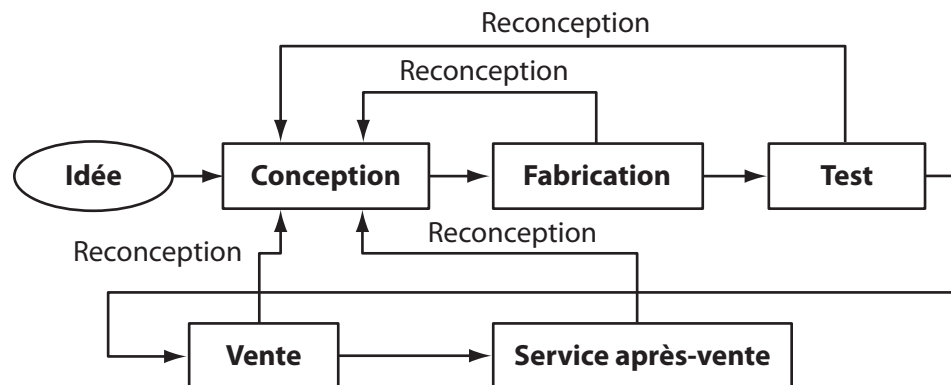 Reconception
Reconception
Idée
Conception
Fabrication
Test
Reconception
Reconception
Vente
Service après-vente